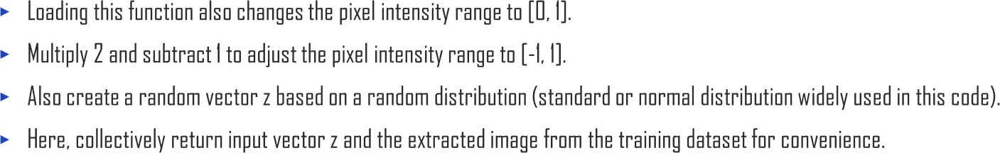 ▶ Loading this function also changes the pixel intensity range to [0, 1].
▶ Multiply 2 and subtract 1 to adjust the pixel intensity range to [-1, 1].
▶ Also create a random vector z based on a random distribution (standard or normal distribution widely used in this code).
▶ Here, collectively return input vector z and the extracted image from the training dataset for convenience.